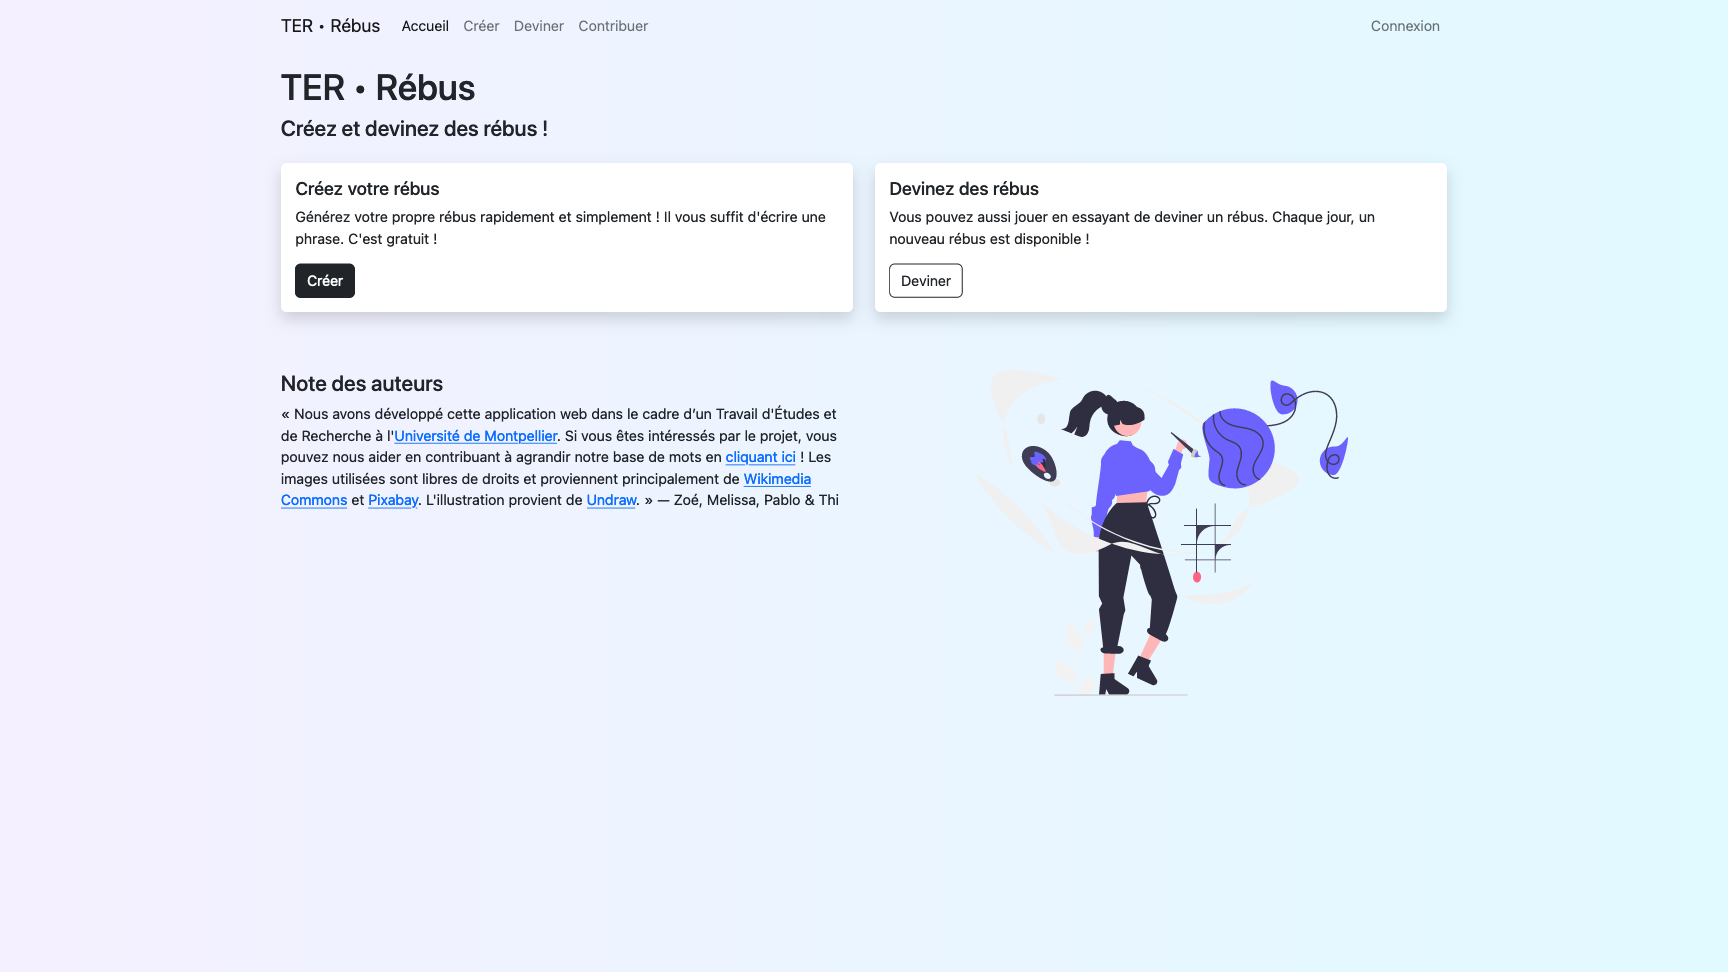 TER • Rébus Accueil Créer Deviner Contribuer Connexion
TER • Rébus
Créez et devinez des rébus !
Créez votre rébus
Générez votre propre rébus rapidement et simplement ! Il vous suffit d'écrire une
phrase. C'est gratuit !
Créer
Devinez des rébus
Vous pouvez aussi jouer en essayant de deviner un rébus. Chaque jour, un
nouveau rébus est disponible !
Deviner
Note des auteurs
« Nous avons développé cette application web dans le cadre d’un Travail d'Études et
de Recherche à l'Université de Montpellier. Si vous êtes intéressés par le projet, vous
pouvez nous aider en contribuant à agrandir notre base de mots en cliquant ici ! Les
images utilisées sont libres de droits et proviennent principalement de Wikimedia
Commons et Pixabay. L'illustration provient de Undraw. » — Zoé, Melissa, Pablo & Thi